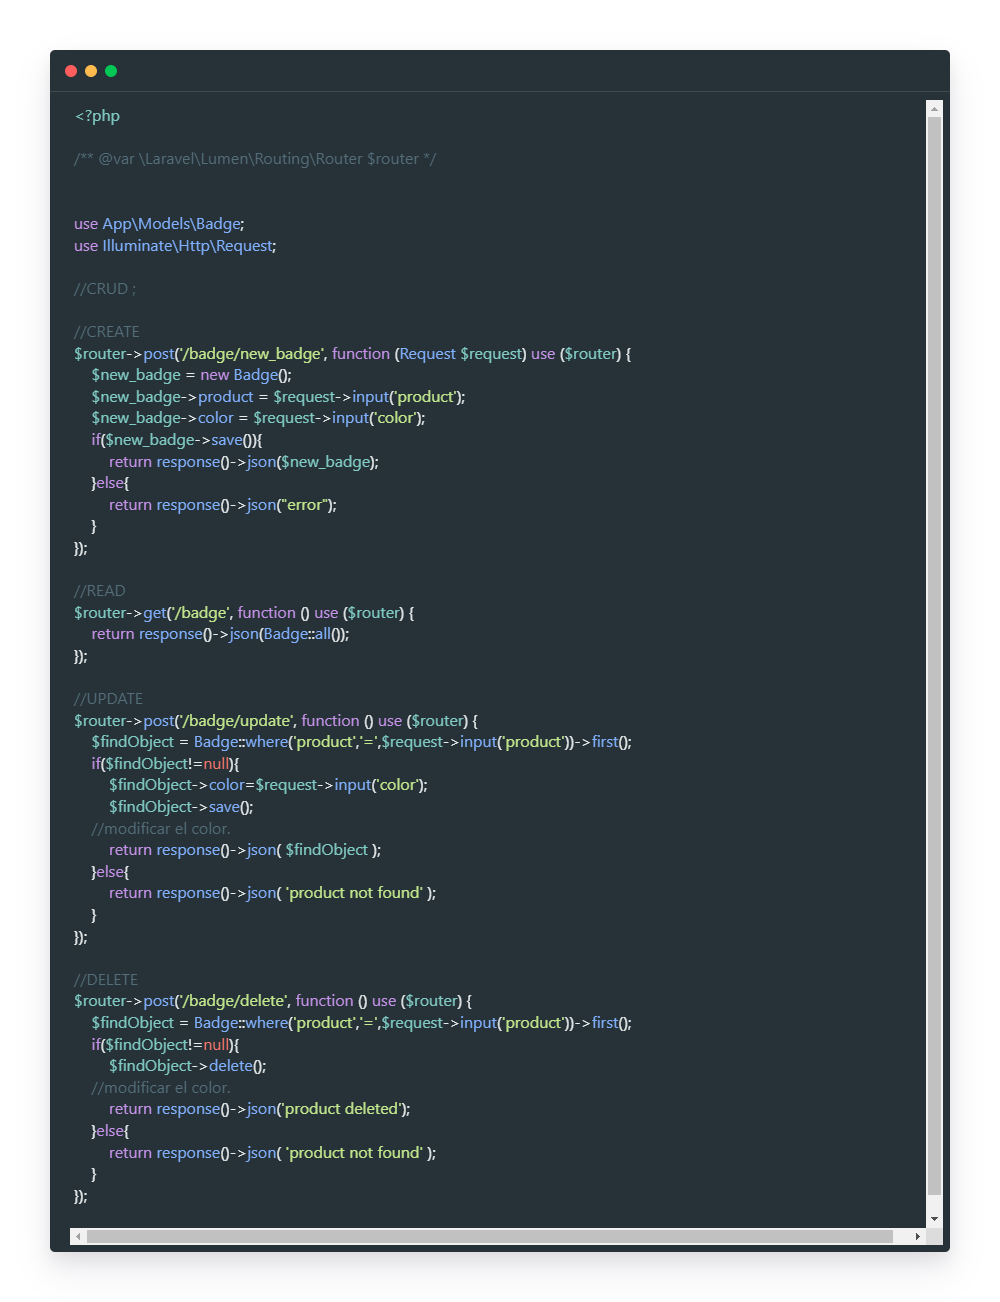 <?php
/** @var \Laravel\Lumen\Routing\Router $router */
use App\Models\Badge;
use Illuminate\Http\Request;
//CRUD ;
//CREATE
$router->post('/badge/new_badge', function (Request $request) use ($router) {
$new_badge = new Badge();
$new_badge->product = $request->input('product');
$new_badge->color = $request->input('color');
if($new_badge->save()){
return response()->json($new_badge);
}else{
return response()->json("error");
}
});
//READ
$router->get('/badge', function () use ($router) {
return response()->json(Badge::all());
});
//UPDATE
$router->post('/badge/update', function () use ($router) {
$findObject = Badge::where('product','=',$request->input('product'))->first();
if($findObject!=null){
$findObject->color=$request->input('color');
$findObject->save();
//modificar el color.
return response()->json( $findObject );
}else{
return response()->json( 'product not found' );
}
});
//DELETE
$router->post('/badge/delete', function () use ($router) {
$findObject = Badge::where('product','=',$request->input('product'))->first();
if($findObject!=null){
$findObject->delete();
//modificar el color.
return response()->json('product deleted');
}else{
return response()->json( 'product not found' );
}
});